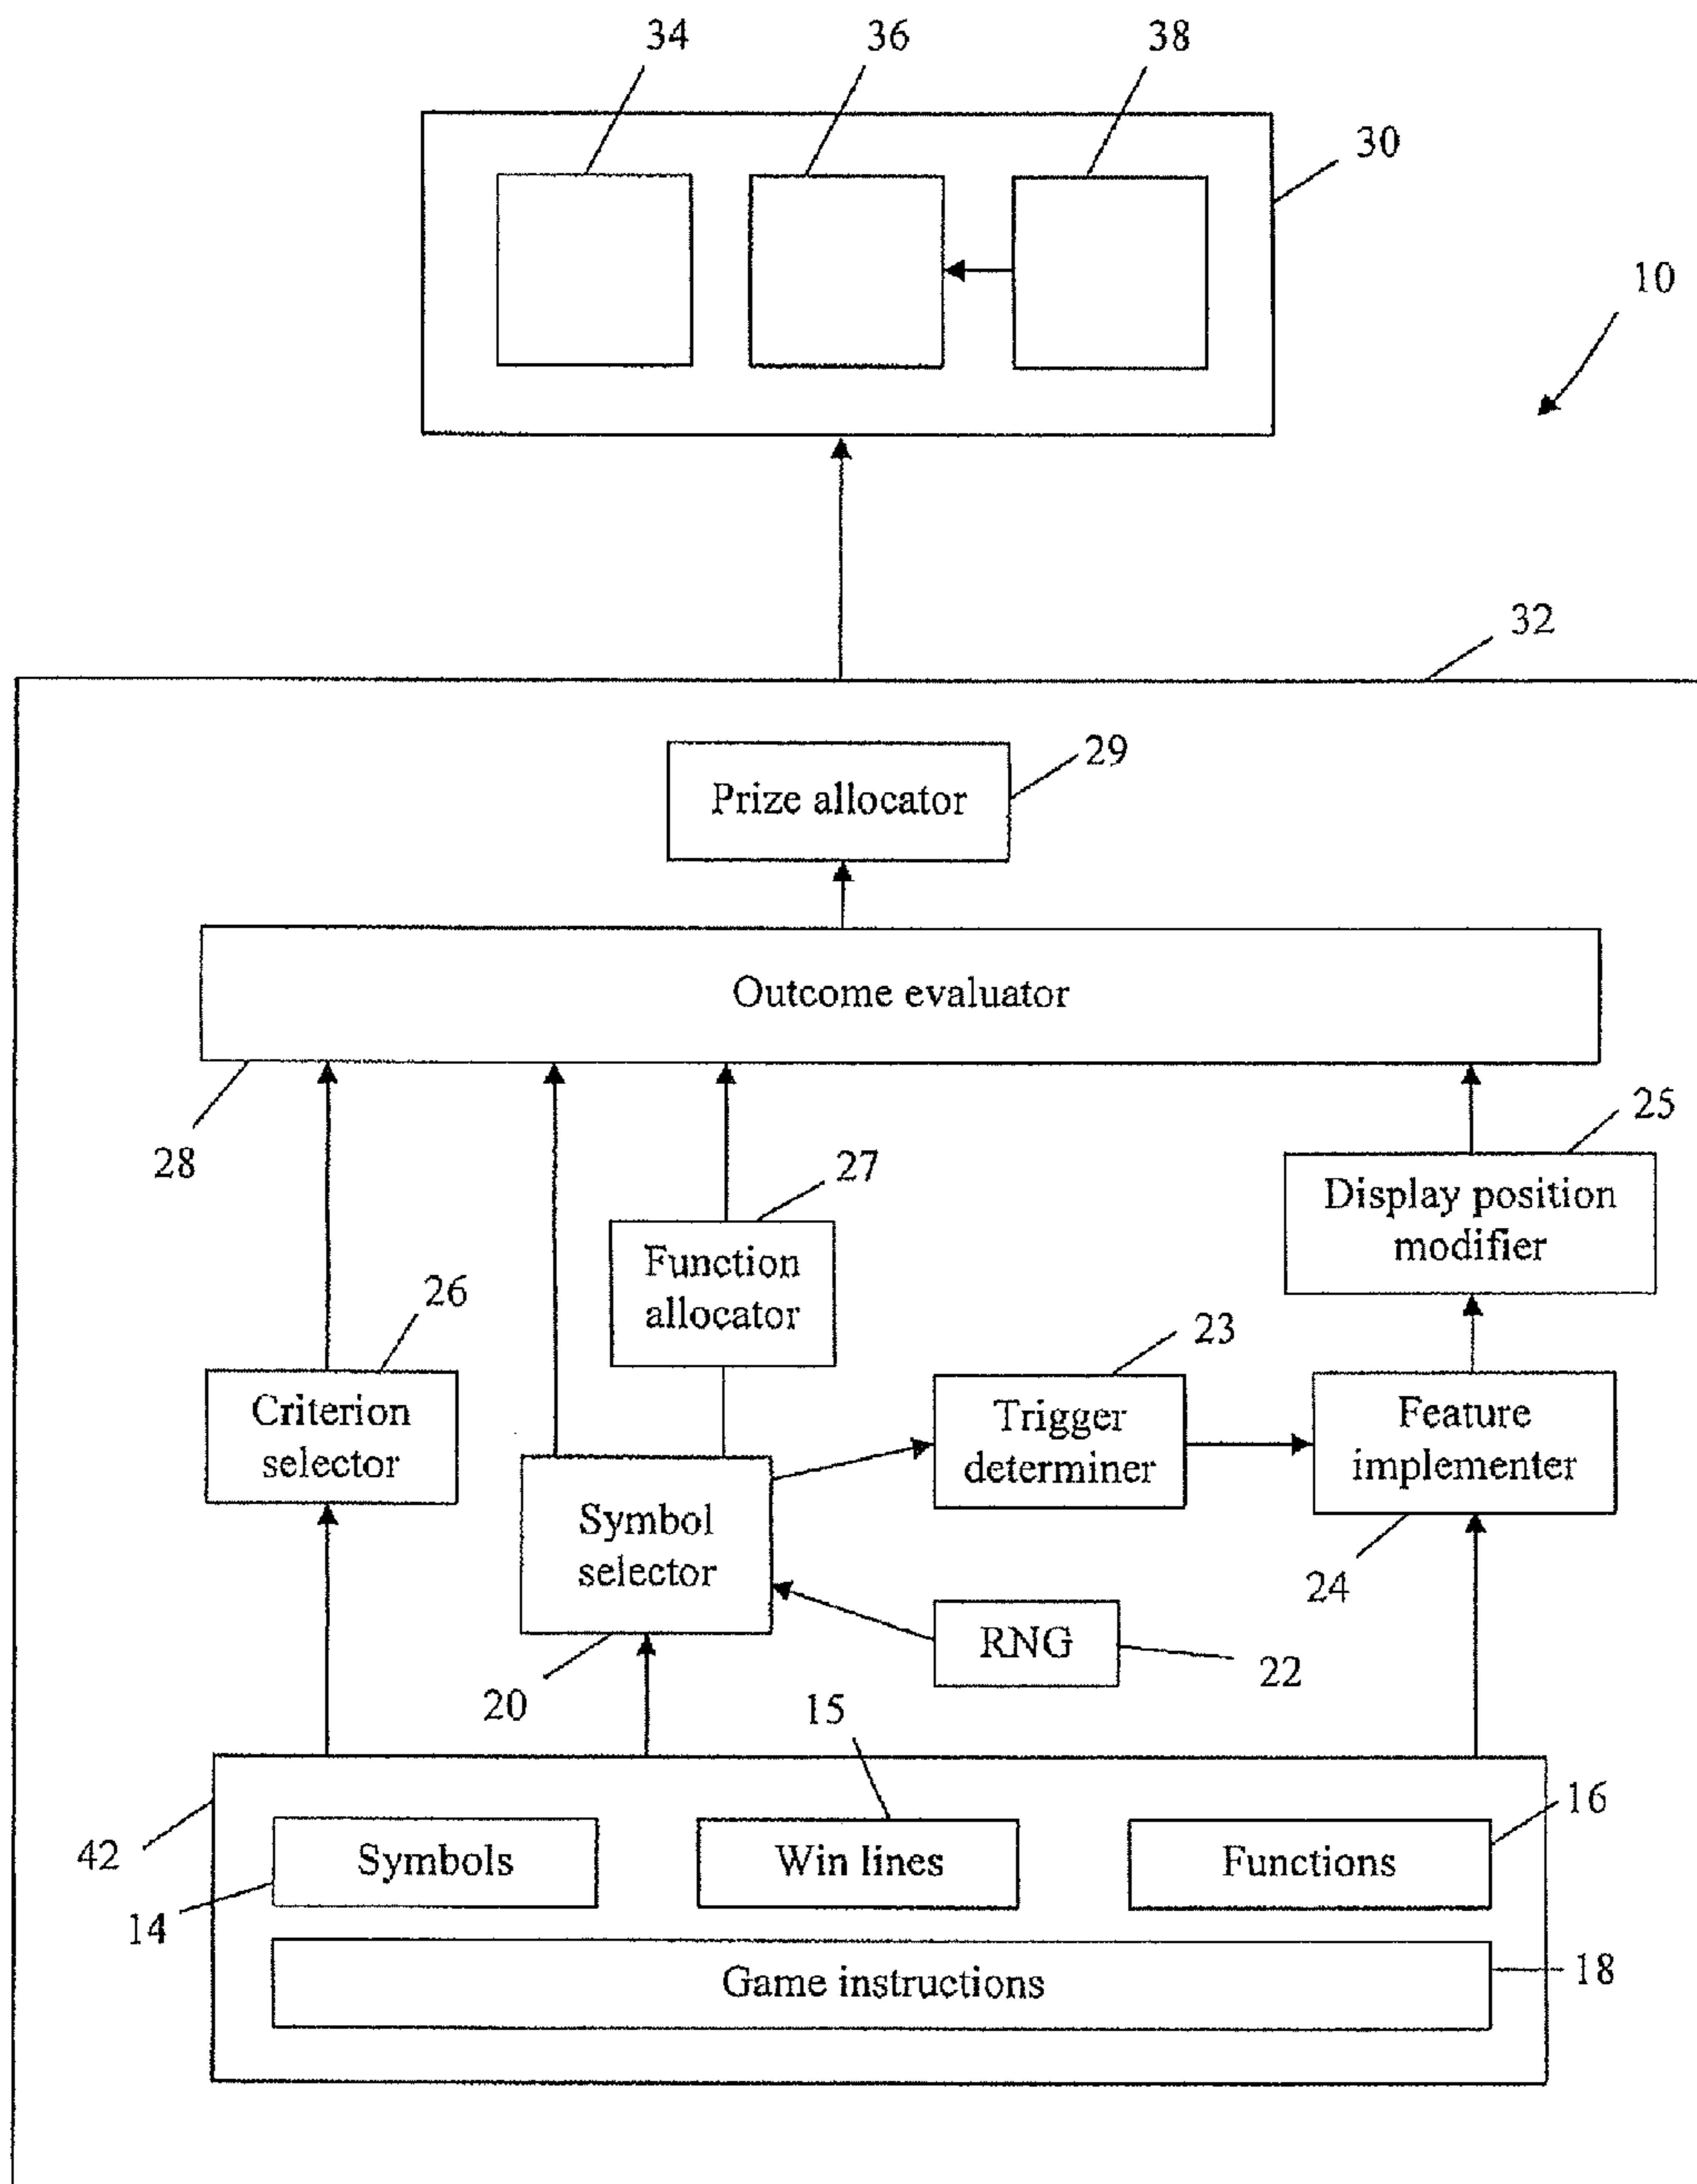 34
36
38
30
10
32
29
Prize allocator
Outcome evaluator
28
25
27
Display position
modifier
Function
allocator
26
23
Criterion
selector
Trigger
determiner
Feature
implementer
Symbol
selector
24
RNG
22
20
15
16
42
Symbols
Win lines
Functions
14
Game instructions
18